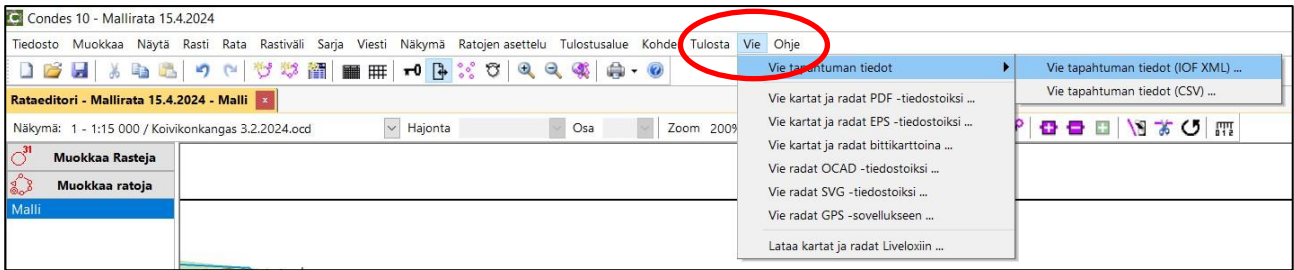 Condes 10 - Mallirata 15.4.2024
Tiedosto Muokkaa Näytä Rasti Rata Rastiväli Sarja Viesti Näkymä Ratojen asettelu Tulostusalue Kohde Tulosta Vie Ohje
Vie tapahtuman tiedot
Vie tapahtuman tiedot (IOF XML) ...
Vie tapahtuman tiedot (CSV) ...
Rataeditori - Mallirata 15.4.2024 - Malli x
Vie kartat ja radat PDF -tiedostoiksi ...
Näkymä: 1 - 1:15 000 / Koivikonkangas 3.2.2024.ocd Hajonta Osa Zoom 200%
Vie kartat ja radat EPS -tiedostoiksi ...
Vie kartat ja radat bittikarttoina ...
31 Muokkaa Rasteja
Vie radat OCAD -tiedostoiksi ...
Muokkaa ratoja
Vie radat SVG -tiedostoiksi ...
Malli
Vie radat GPS -sovellukseen ...
Lataa kartat ja radat Liveloxiin ...